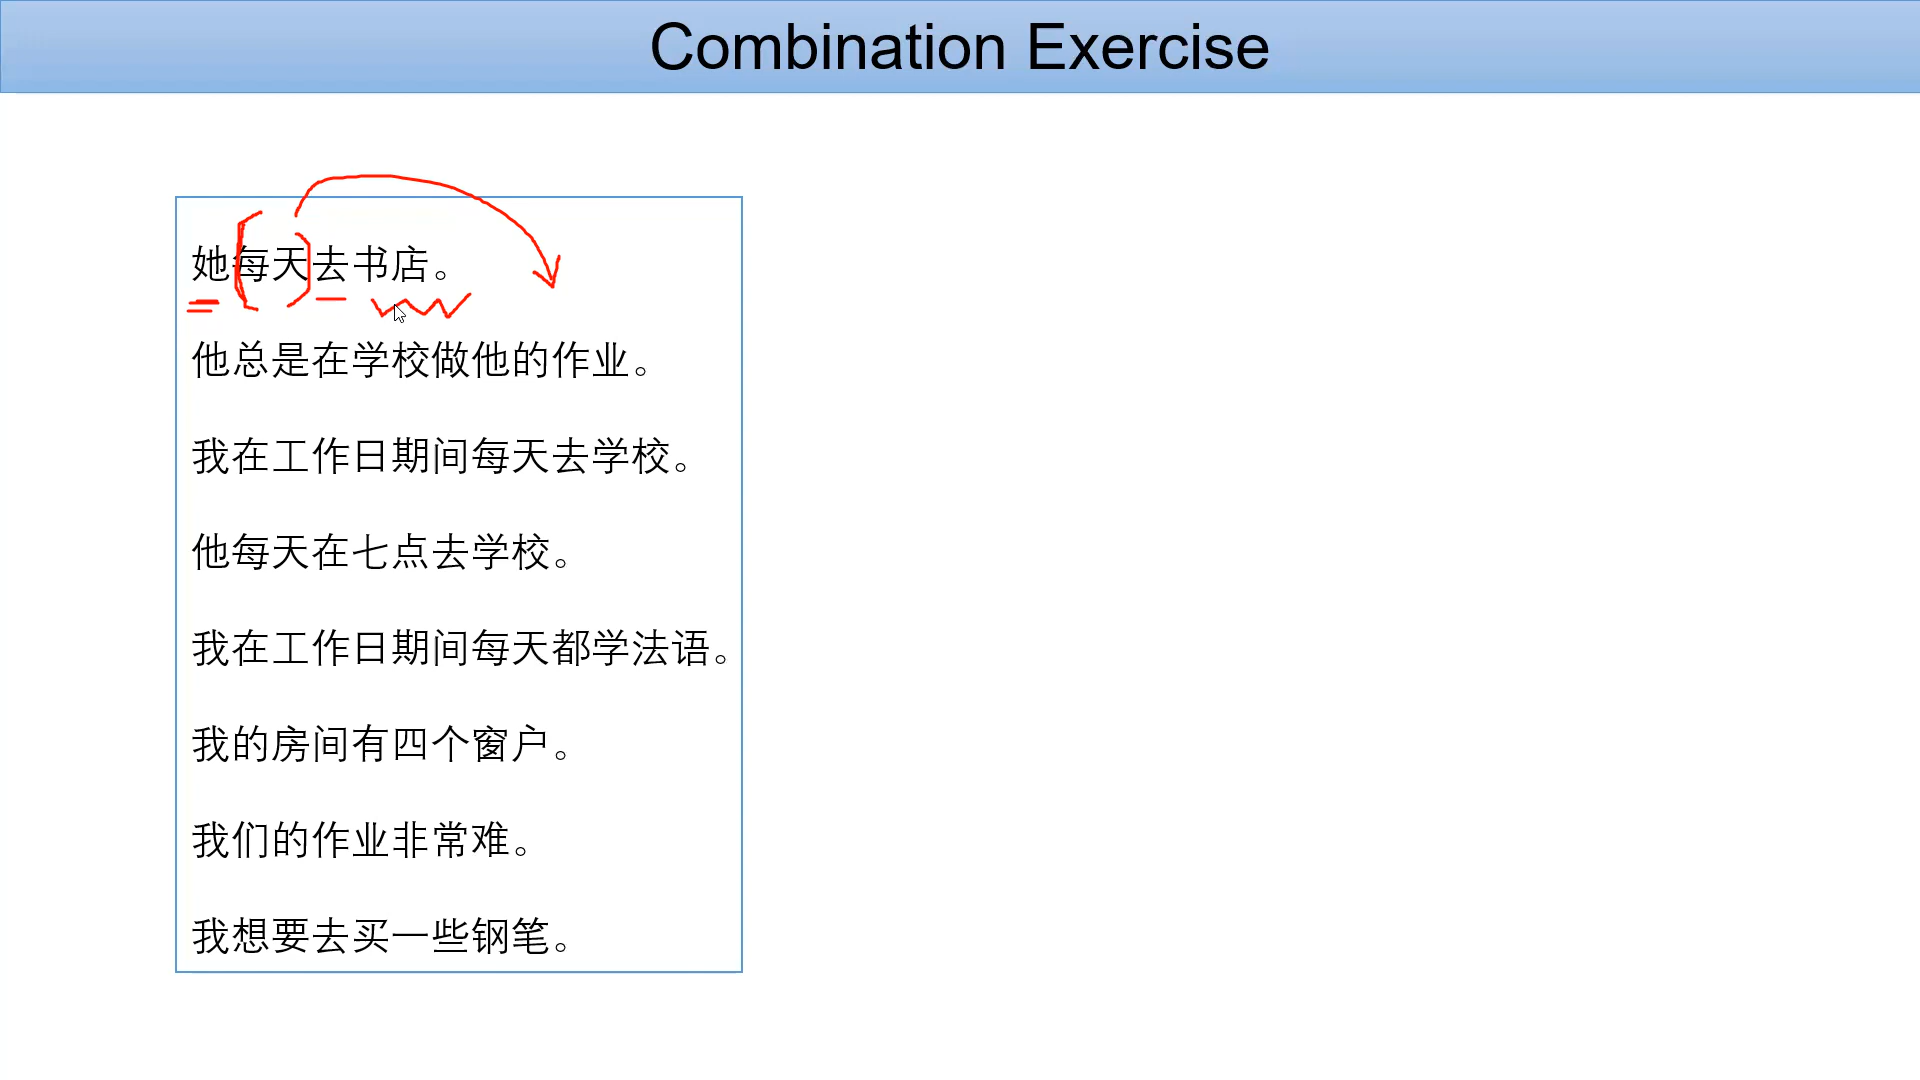 Combination Exercise
她每天去书店。
他总是在学校做他的作业。
我在工作日期间每天去学校。
他每天在七点去学校。
我在工作日期间每天都学法语。
我的房间有四个窗户。
我们的作业非常难。
我想要去买一些钢笔。